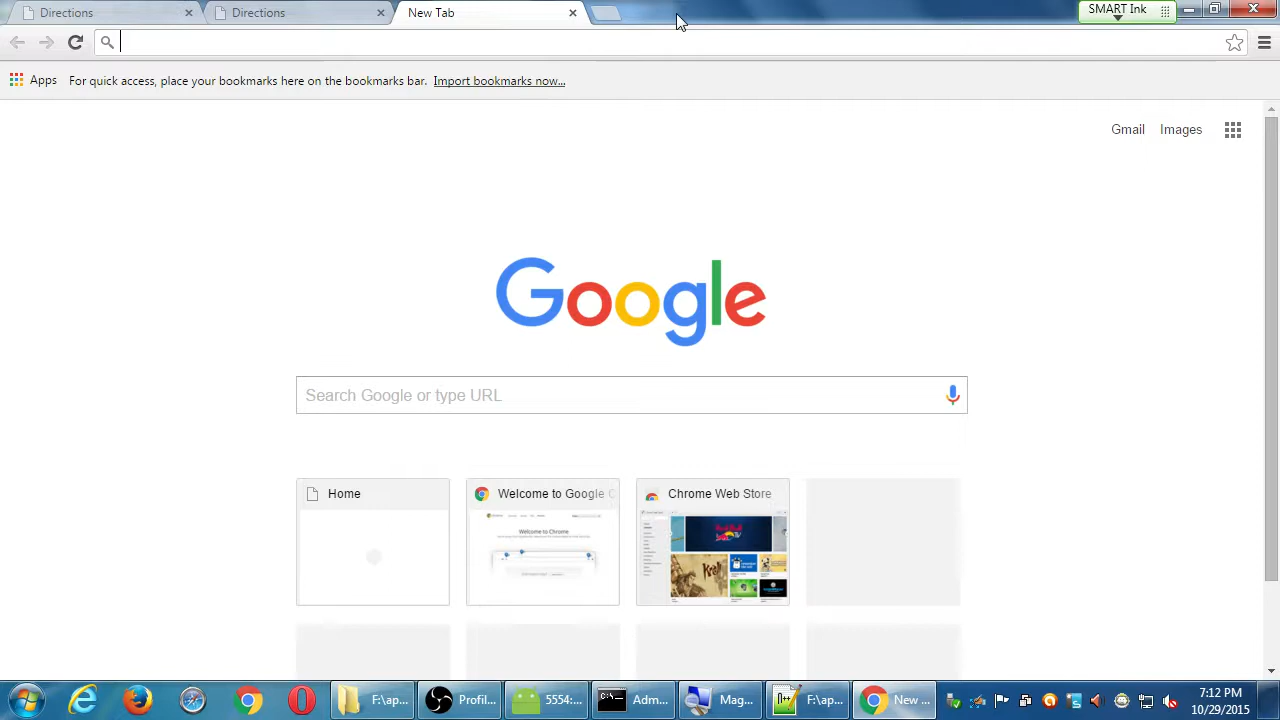 Directions
Directions
New Tab
SMART Ink
Apps
For quick access, place your bookmarks here on the bookmarks bar. Import bookmarks now...
Gmail
Images
Google
Search Google or type URL
Home
Welcome to Google C
Chrome Web Store
Welcome to Chrome
F:\ap...
Profil...
5554:...
Adm...
Mag...
F:\ap...
New ...
7:12 PM
10/29/2015